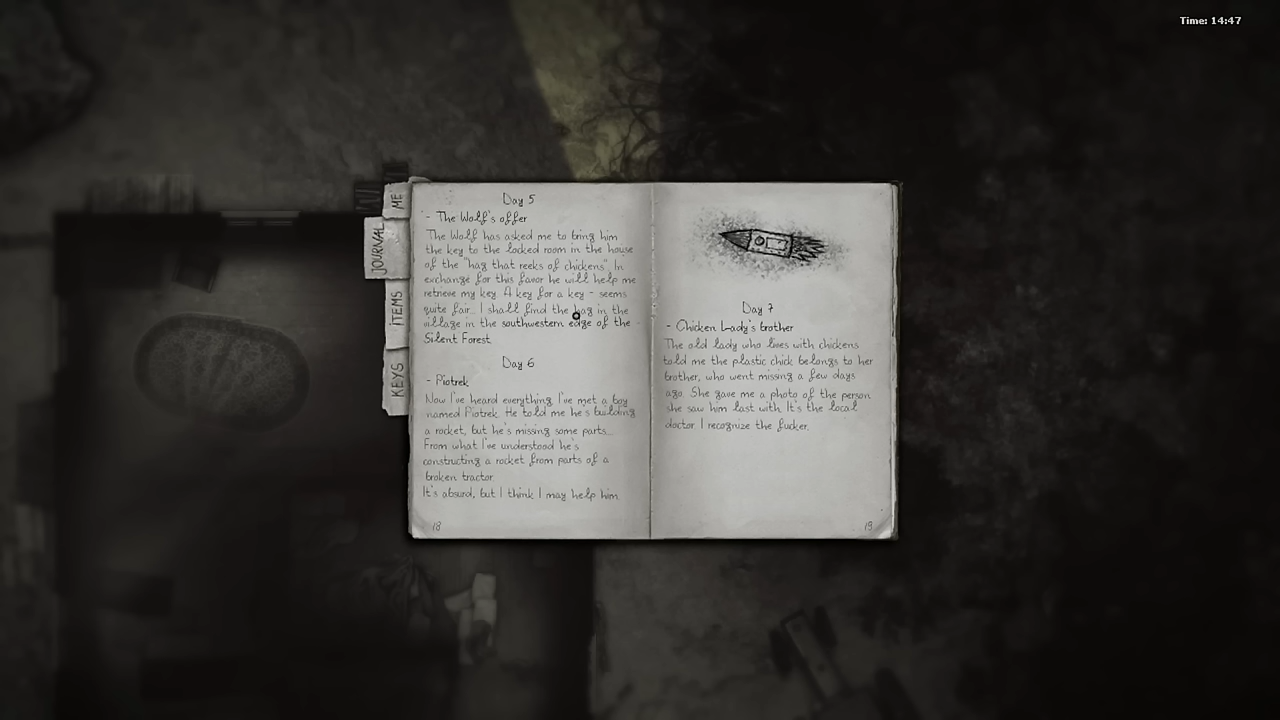 Time: 14:47
ME
JOURNAL
ITEMS
KEYS
Day 5
- The Wolf's offer
The Wolf has asked me to bring him
the key to the locked room in the house
of the "hag that reeks of chickens". In
exchange for this favor he will help me
retrieve my key. A key for a key - seems
quite fair... I shall find the hag in the
village in the southwestern edge of the
Silent Forest
Day 6
- Piotrek
Now I've heard everything. I've met a boy
named Piotrek. He told me he's building
a rocket, but he's missing some parts...
From what I've understood he's
constructing a rocket from parts of a
broken tractor.
It's absurd, but I think I may help him.
18
Day 7
- Chicken Lady's brother
The old lady who lives with chickens
told me the plastic chick belongs to her
brother, who went missing a few days
ago. She gave me a photo of the person
she saw him last with. It's the local
doctor. I recognize the fucker.
19